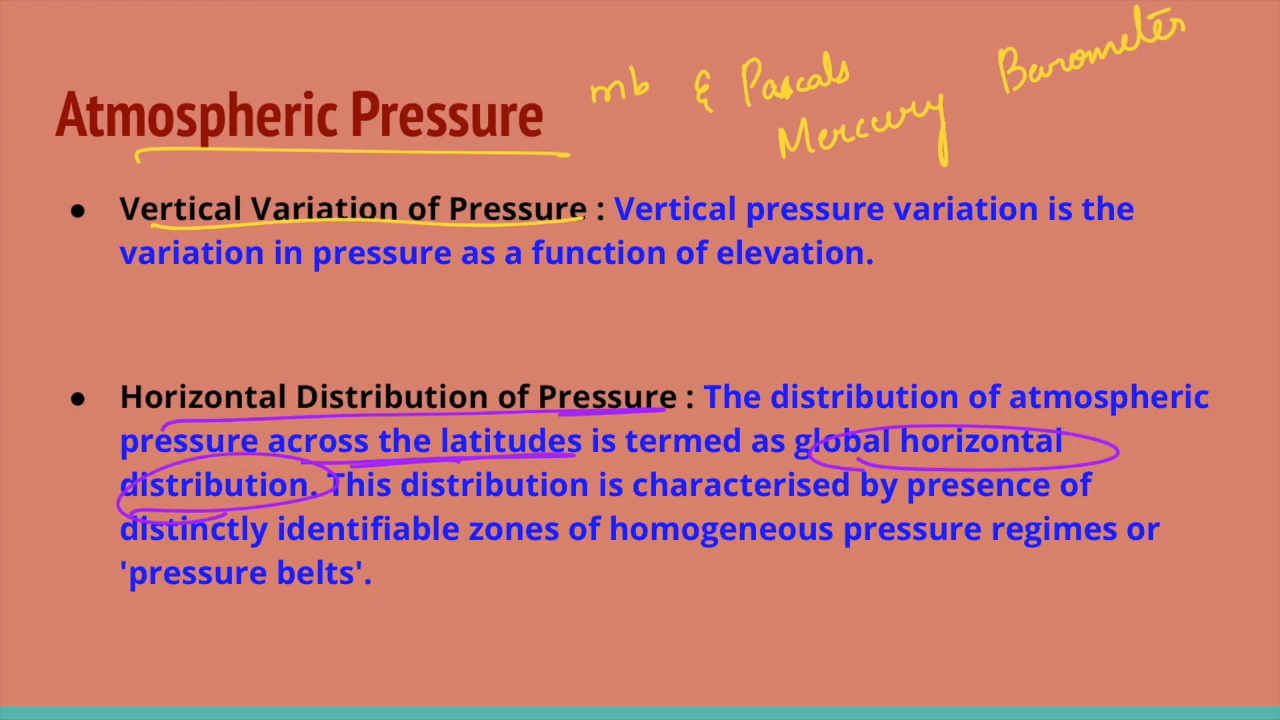 mb & Pascals
Mercury Barometer
Atmospheric Pressure
● Vertical Variation of Pressure : Vertical pressure variation is the
variation in pressure as a function of elevation.
● Horizontal Distribution of Pressure : The distribution of atmospheric
pressure across the latitudes is termed as global horizontal
distribution. This distribution is characterised by presence of
distinctly identifiable zones of homogeneous pressure regimes or
'pressure belts'.